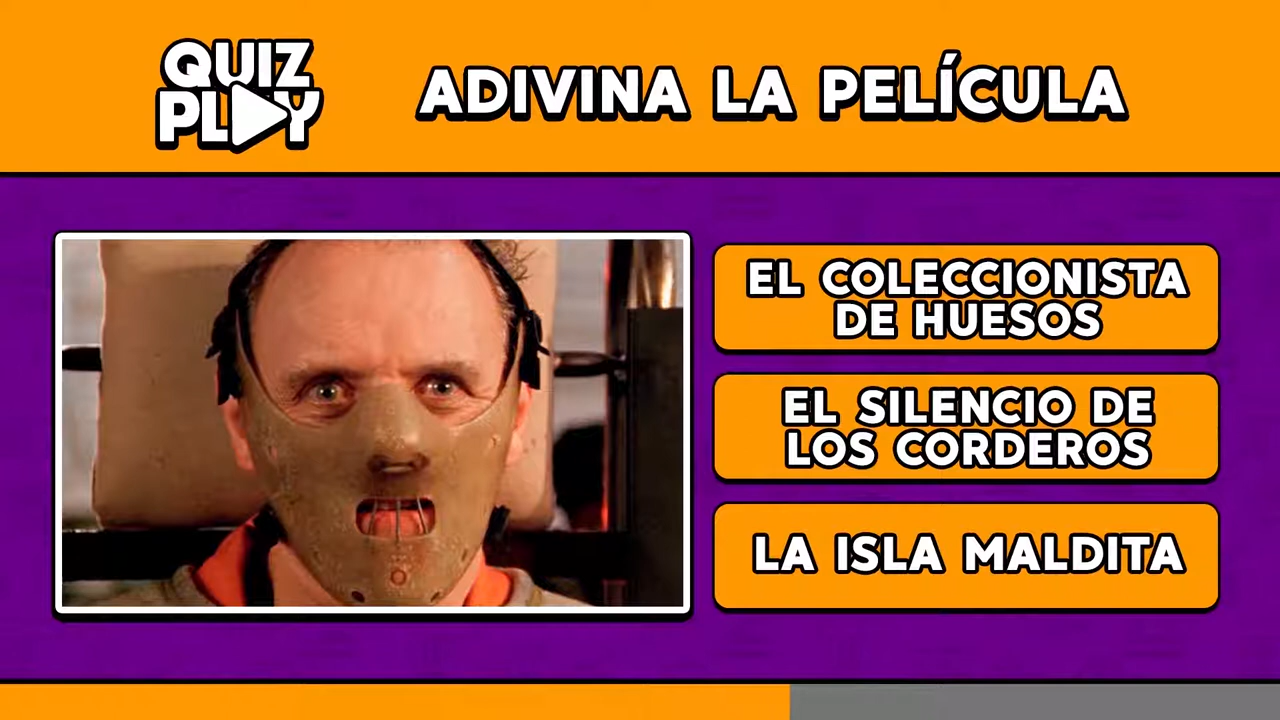 QUIZ
PLAY
ADIVINA LA PELÍCULA
EL COLECCIONISTA
DE HUESOS
EL SILENCIO DE
LOS CORDEROS
LA ISLA MALDITA